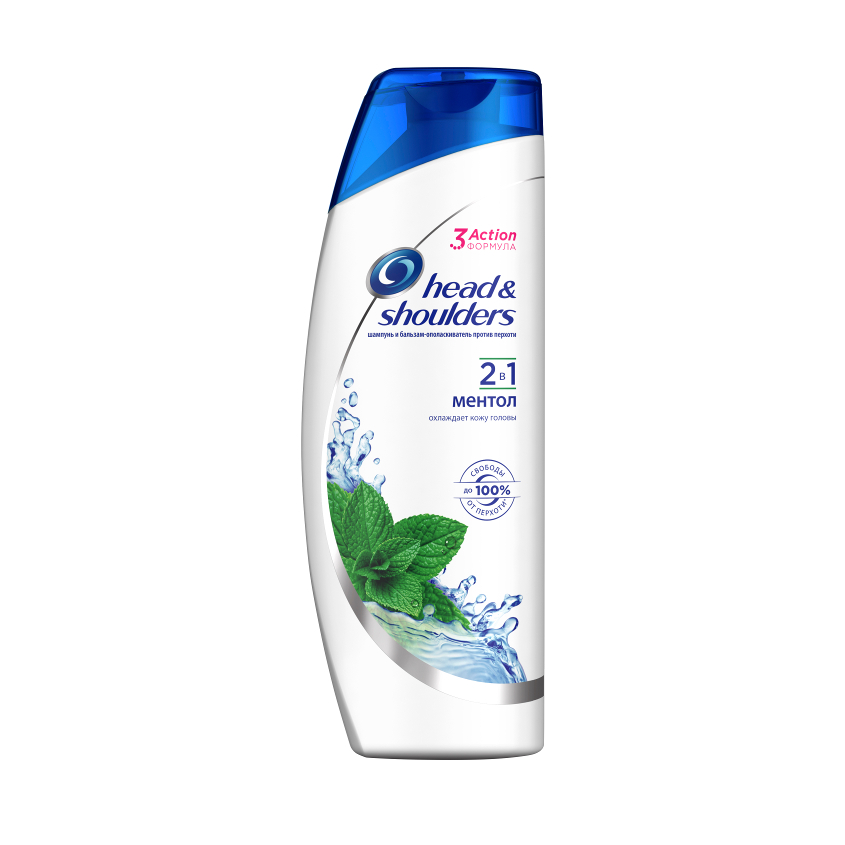 3 Action
ФОРМУЛА
head &
shoulders
шампунь и бальзам-ополаскиватель против перхоти
2 в 1
ментол
охлаждает кожу головы
СВОБОДЫ
до 100%
ОТ ПЕРХОТИ*